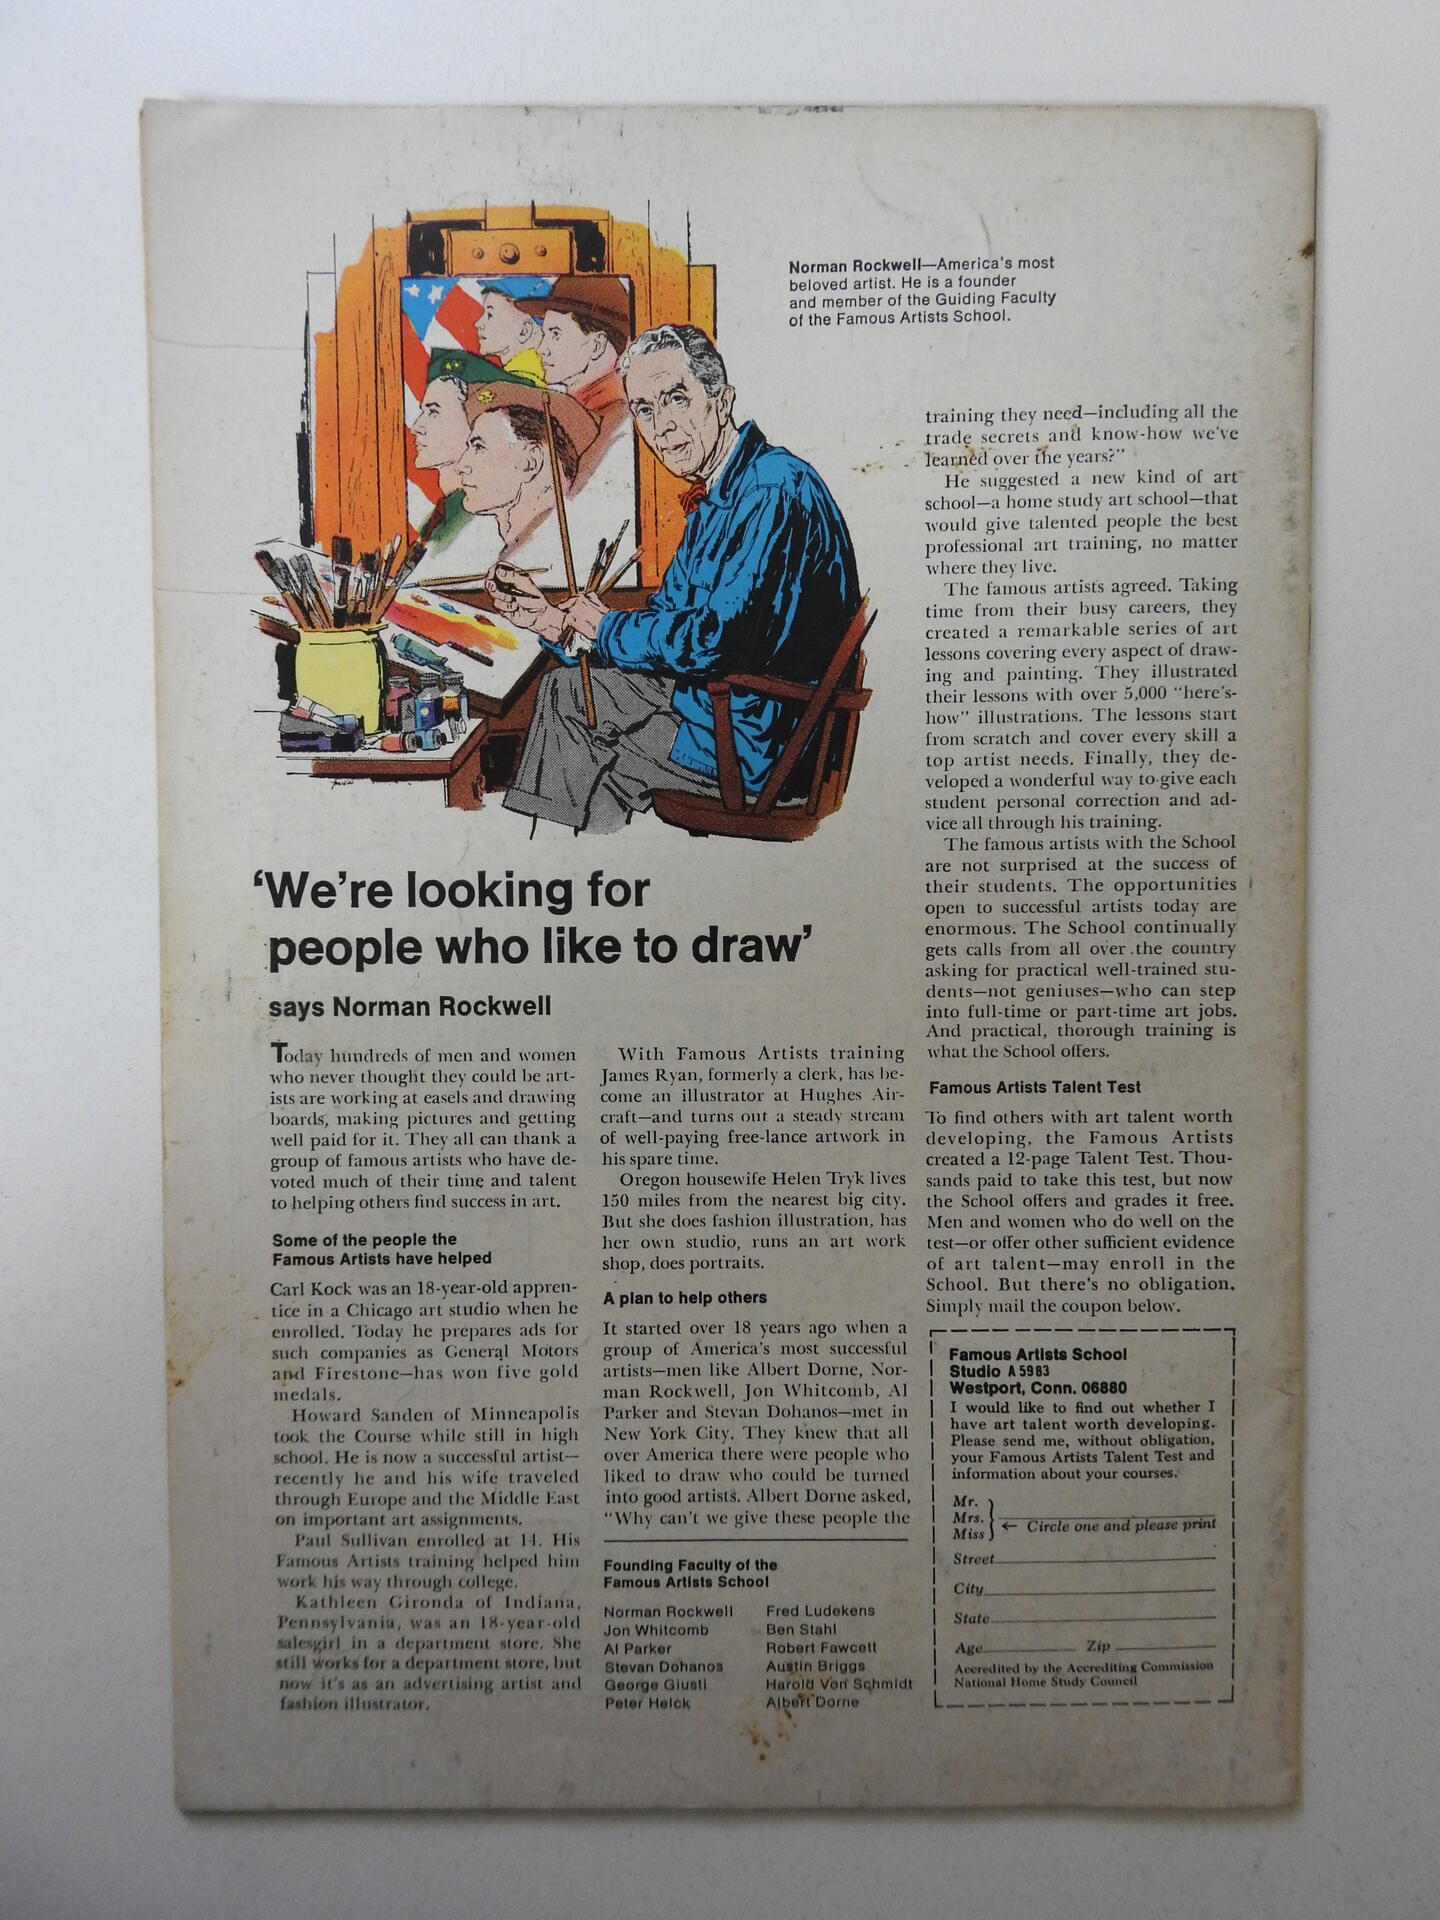 Norman Rockwell—America's most
beloved artist. He is a founder
and member of the Guiding Faculty
of the Famous Artists School.
'We're looking for
people who like to draw'
says Norman Rockwell
Today hundreds of men and women
who never thought they could be art-
ists are working at easels and drawing
boards, making pictures and getting
well paid for it. They all can thank a
group of famous artists who have de-
voted much of their time and talent
to helping others find success in art.
Some of the people the
Famous Artists have helped
Carl Kock was an 18-year-old appren-
tice in a Chicago art studio when he
enrolled. Today he prepares ads for
such companies as General Motors
and Firestone—has won five gold
medals.
Howard Sanden of Minneapolis
took the Course while still in high
school. He is now a successful artist—
recently he and his wife traveled
through Europe and the Middle East
on important art assignments.
Paul Sullivan enrolled at 14. His
Famous Artists training helped him
work his way through college.
Kathleen Gironda of Indiana,
Pennsylvania, was an 18-year-old
salesgirl in a department store. She
still works for a department store, but
now it's as an advertising artist and
fashion illustrator.
With Famous Artists training
James Ryan, formerly a clerk, has be-
come an illustrator at Hughes Air-
craft—and turns out a steady stream
of well-paying free-lance artwork in
his spare time.
Oregon housewife Helen Tryk lives
150 miles from the nearest big city.
But she does fashion illustration, has
her own studio, runs an art work
shop, does portraits.
A plan to help others
It started over 18 years ago when a
group of America's most successful
artists—men like Albert Dorne, Nor-
man Rockwell, Jon Whitcomb, Al
Parker and Stevan Dohanos—met in
New York City. They knew that all
over America there were people who
liked to draw who could be turned
into good artists. Albert Dorne asked,
"Why can't we give these people the
Founding Faculty of the
Famous Artists School
Norman Rockwell
Jon Whitcomb
Al Parker
Stevan Dohanos
George Giusti
Peter Helck
Fred Ludekens
Ben Stahl
Robert Fawcett
Austin Briggs
Harold Von Schmidt
Albert Dorne
training they need—including all the
trade secrets and know-how we've
learned over the years?"
He suggested a new kind of art
school—a home study art school—that
would give talented people the best
professional art training, no matter
where they live.
The famous artists agreed. Taking
time from their busy careers, they
created a remarkable series of art
lessons covering every aspect of draw-
ing and painting. They illustrated
their lessons with over 5,000 "here's-
how" illustrations. The lessons start
from scratch and cover every skill a
top artist needs. Finally, they de-
veloped a wonderful way to give each
student personal correction and ad-
vice all through his training.
The famous artists with the School
are not surprised at the success of
their students. The opportunities
open to successful artists today are
enormous. The School continually
gets calls from all over the country
asking for practical well-trained stu-
dents—not geniuses—who can step
into full-time or part-time art jobs.
And practical, thorough training is
what the School offers.
Famous Artists Talent Test
To find others with art talent worth
developing, the Famous Artists
created a 12-page Talent Test. Thou-
sands paid to take this test, but now
the School offers and grades it free.
Men and women who do well on the
test—or offer other sufficient evidence
of art talent—may enroll in the
School. But there's no obligation.
Simply mail the coupon below.
Famous Artists School
Studio A 5983
Westport, Conn. 06880
I would like to find out whether I
have art talent worth developing.
Please send me, without obligation,
your Famous Artists Talent Test and
information about your courses.
Mr.
Mrs.
Miss
← Circle one and please print
Street
City
State
Age Zip
Accredited by the Accrediting Commission
National Home Study Council